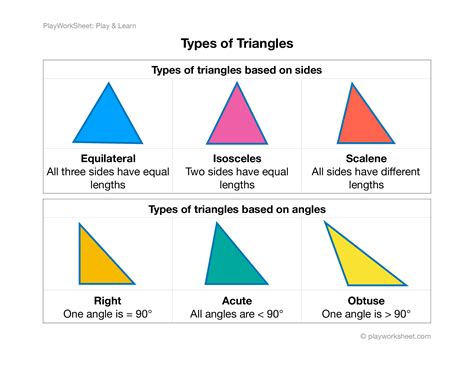 PlayWorkSheet: Play & Learn
Types of Triangles
Types of triangles based on sides
Equilateral
All three sides have equal
lengths
Isosceles
Two sides have equal
lengths
Scalene
All sides have different
lengths
Types of triangles based on angles
Right
One angle is = 90°
Acute
All angles are < 90°
Obtuse
One angle is > 90°
© playworksheet.com